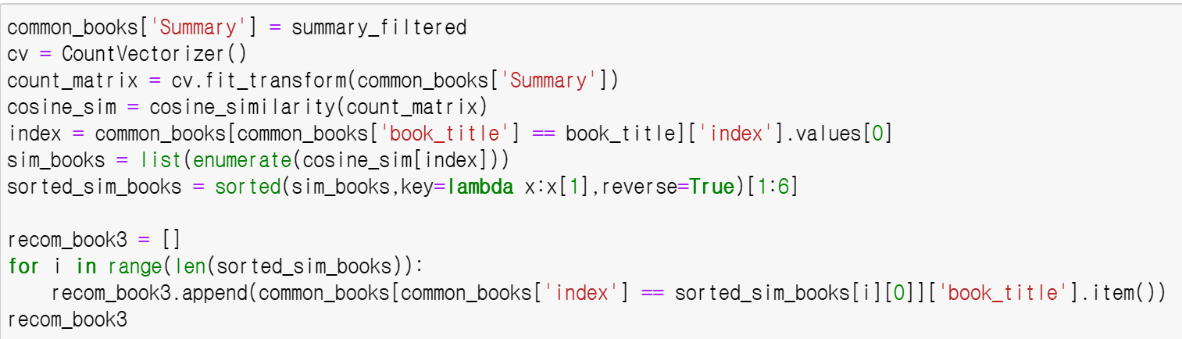 common_books['Summary'] = summary_filtered
cv = CountVectorizer()
count_matrix = cv.fit_transform(common_books['Summary'])
cosine_sim = cosine_similarity(count_matrix)
index = common_books[common_books['book_title'] == book_title]['index'].values[0]
sim_books = list(enumerate(cosine_sim[index]))
sorted_sim_books = sorted(sim_books,key=lambda x:x[1],reverse=True)[1:6]

recom_book3 = []
for i in range(len(sorted_sim_books)):
    recom_book3.append(common_books[common_books['index'] == sorted_sim_books[i][0]]['book_title'].item())
recom_book3